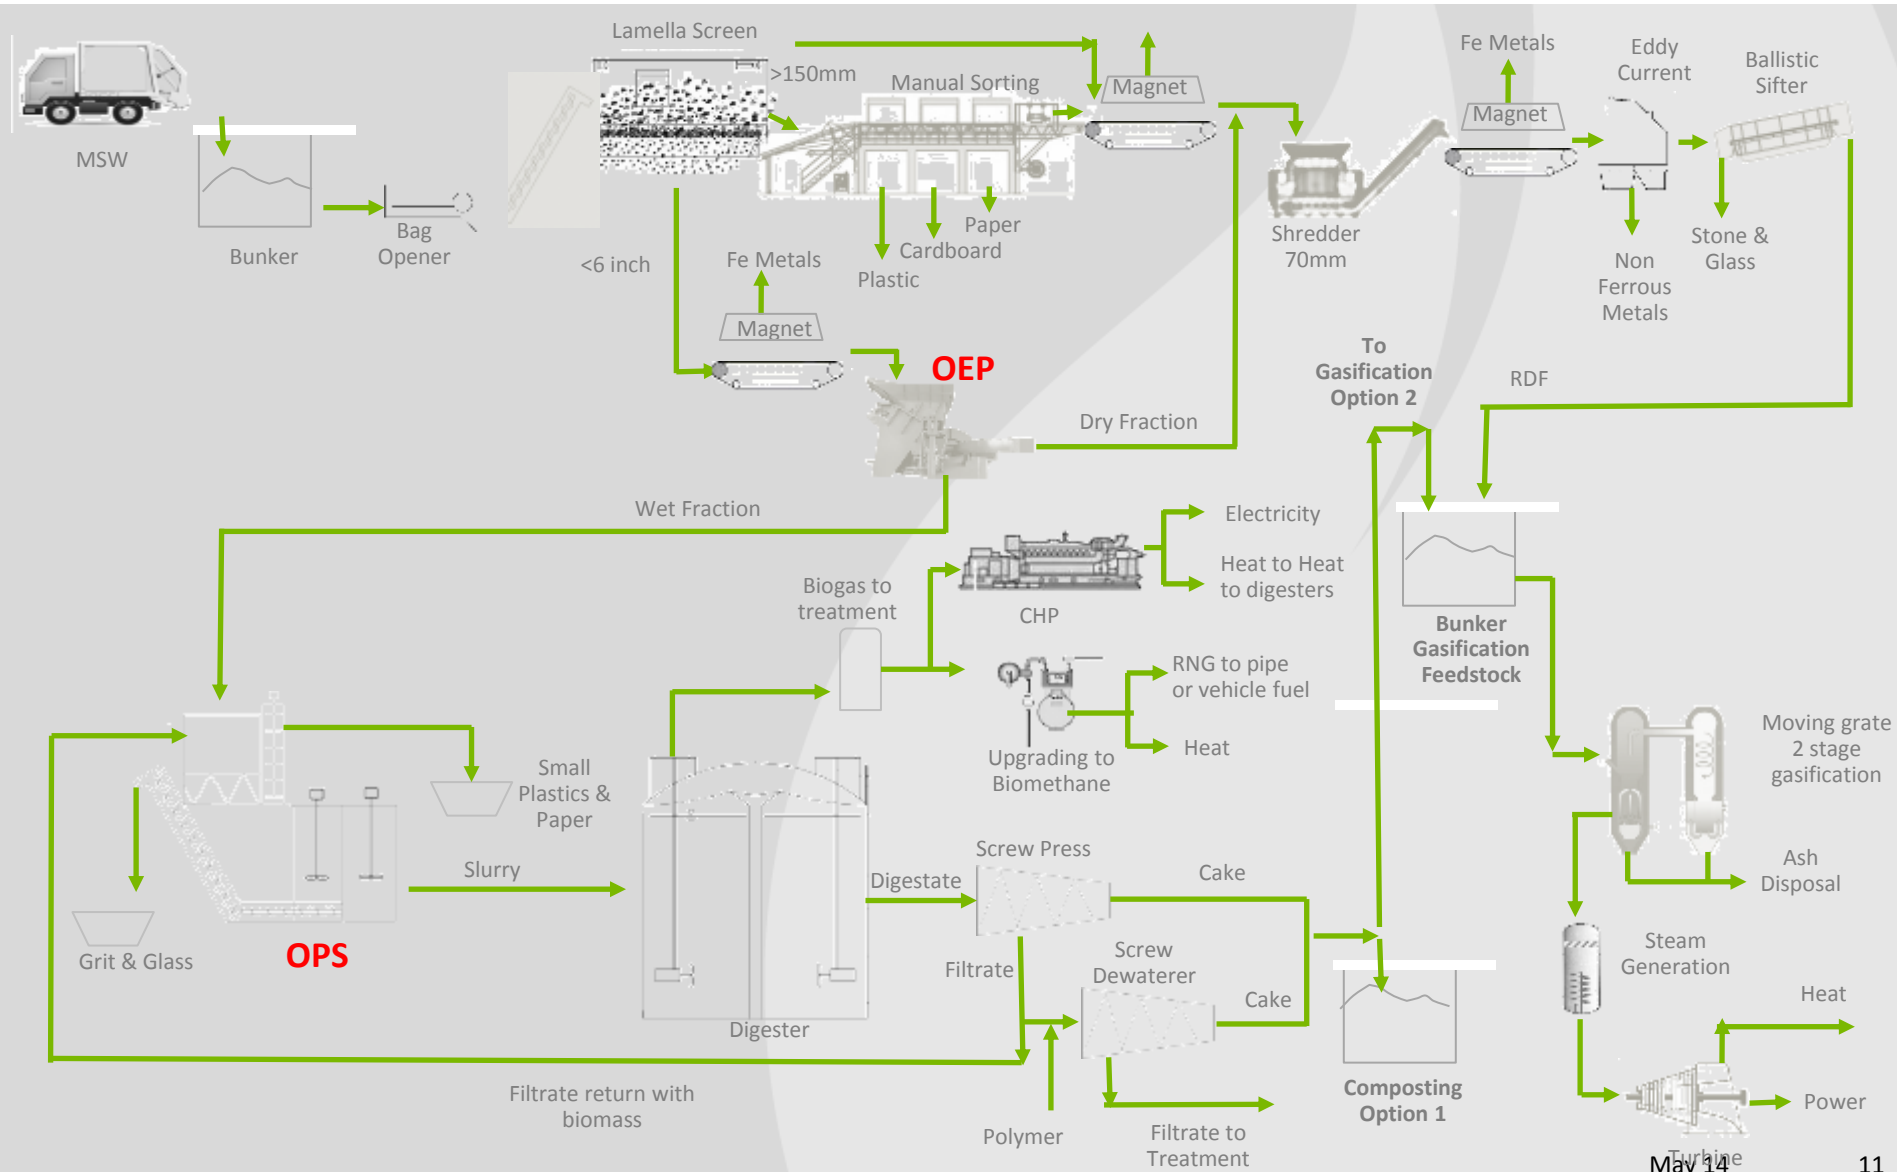 Lamella Screen
>150mm
Manual Sorting
Magnet
Fe Metals
Magnet
Eddy
Current
Ballistic
Sifter
MSW
Bunker
Bag
Opener
<6 inch
Paper
Cardboard
Plastic
Shredder
70mm
Non
Ferrous
Metals
Stone &
Glass
Fe Metals
Magnet
OEP
Dry Fraction
To
Gasification
Option 2
RDF
Wet Fraction
Electricity
Heat to Heat
to digesters
Biogas to
treatment
CHP
Bunker
Gasification
Feedstock
RNG to pipe
or vehicle fuel
Heat
Upgrading to
Biomethane
Moving grate
2 stage
gasification
Small
Plastics &
Paper
Slurry
Grit & Glass
OPS
Digester
Digestate
Screw Press
Cake
Filtrate
Screw
Dewaterer
Cake
Ash
Disposal
Steam
Generation
Heat
Power
Turbine
Composting
Option 1
Filtrate return with
biomass
Polymer
Filtrate to
Treatment
May 14
11